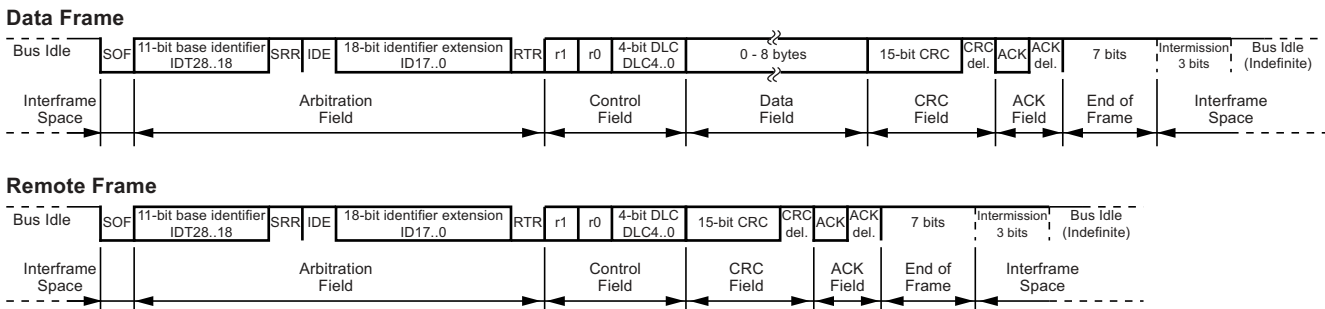 Data Frame
Bus Idle SOF 11-bit base identifier IDT28..18 SRR IDE 18-bit identifier extension ID17..0 RTR r1 r0 4-bit DLC DLC4..0 0 - 8 bytes 15-bit CRC CRC del. ACK ACK del. 7 bits Intermission 3 bits Bus Idle (Indefinite)
Interframe Space Arbitration Field Control Field Data Field CRC Field ACK Field End of Frame Interframe Space
Remote Frame
Bus Idle SOF 11-bit base identifier IDT28..18 SRR IDE 18-bit identifier extension ID17..0 RTR r1 r0 4-bit DLC DLC4..0 15-bit CRC CRC del. ACK ACK del. 7 bits Intermission 3 bits Bus Idle (Indefinite)
Interframe Space Arbitration Field Control Field CRC Field ACK Field End of Frame Interframe Space